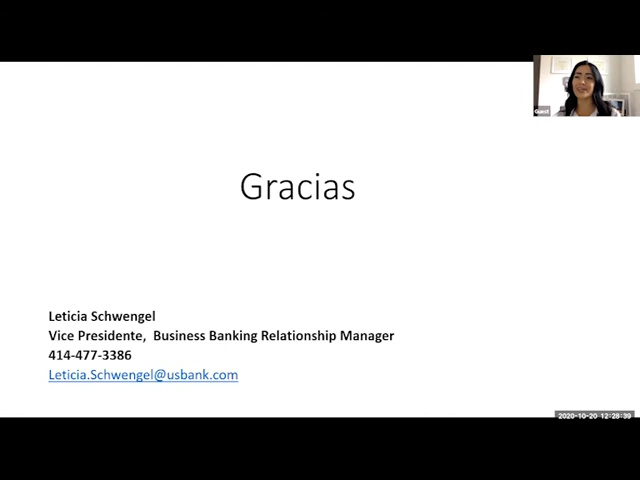 Guest
Gracias
Leticia Schwengel
Vice Presidente, Business Banking Relationship Manager
414-477-3386
Leticia.Schwengel@usbank.com
2020-10-20 12:28:39